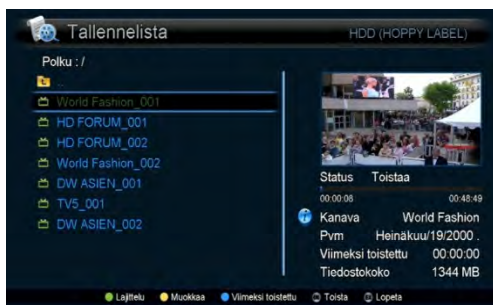 Tallennelista
HDD (HOPPY LABEL)
Polku : /
..
World Fashion_001
HD FORUM_001
HD FORUM_002
World Fashion_002
DW ASIEN_001
TV5_001
DW ASIEN_002
Status Toistaa
00:00:08 00:48:49
Kanava World Fashion
Pvm Heinäkuu/19/2000 .
Viimeksi toistettu 00:00:00
Tiedostokoko 1344 MB
Lajittelu Muokkaa Viimeksi toistettu Toista Lopeta